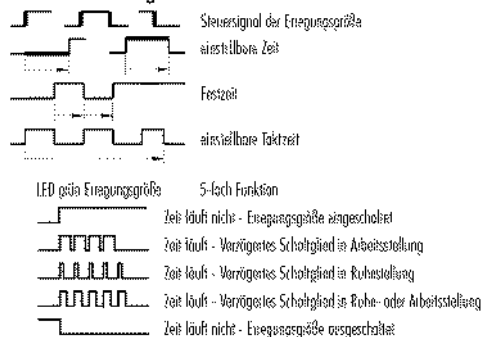 Steuersignal der Erregungsgröße
einstellbare Zeit
Festzeit
einstellbare Taktzeit
LED grün Erregungsgröße 5-fach Funktion
Zeit läuft nicht - Erregungsgröße eingeschaltet
Zeit läuft - Verzögertes Schaltglied in Arbeitsstellung
Zeit läuft - Verzögertes Schaltglied in Ruhestellung
Zeit läuft - Verzögertes Schaltglied in Ruhe- oder Arbeitsstellung
Zeit läuft nicht - Erregungsgröße ausgeschaltet